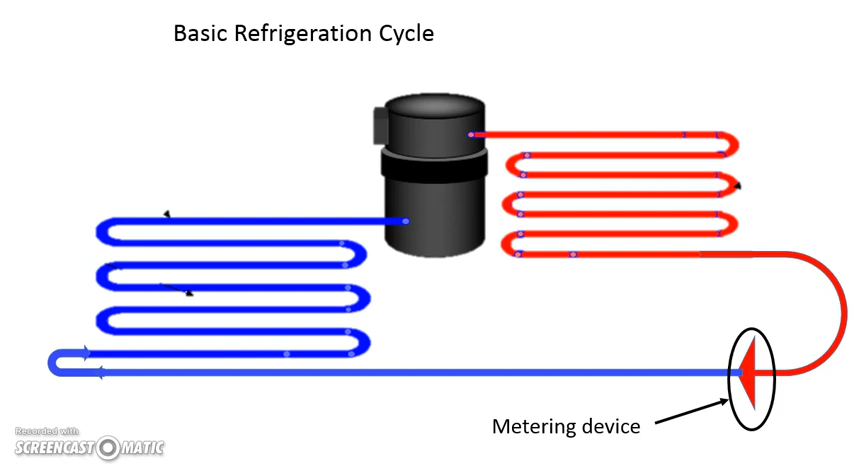 Basic Refrigeration Cycle
Metering device
Recorded with
SCREENCAST MATIC